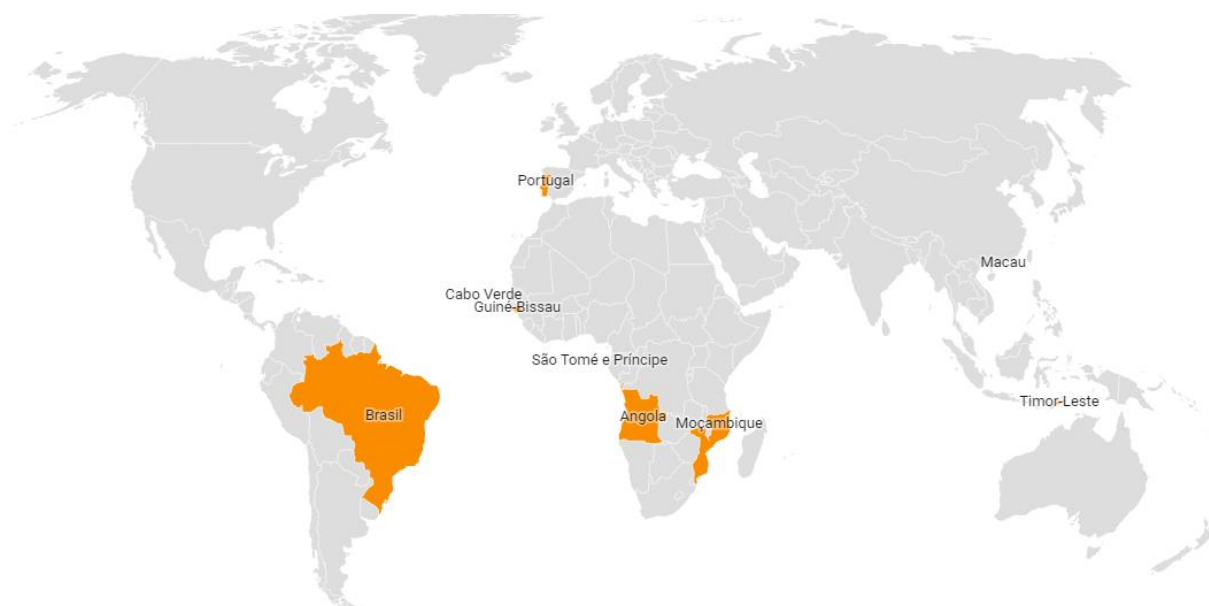 Portugal
Macau
Cabo Verde
Guiné-Bissau
São Tomé e Príncipe
Timor-Leste
Brasil
Angola
Moçambique